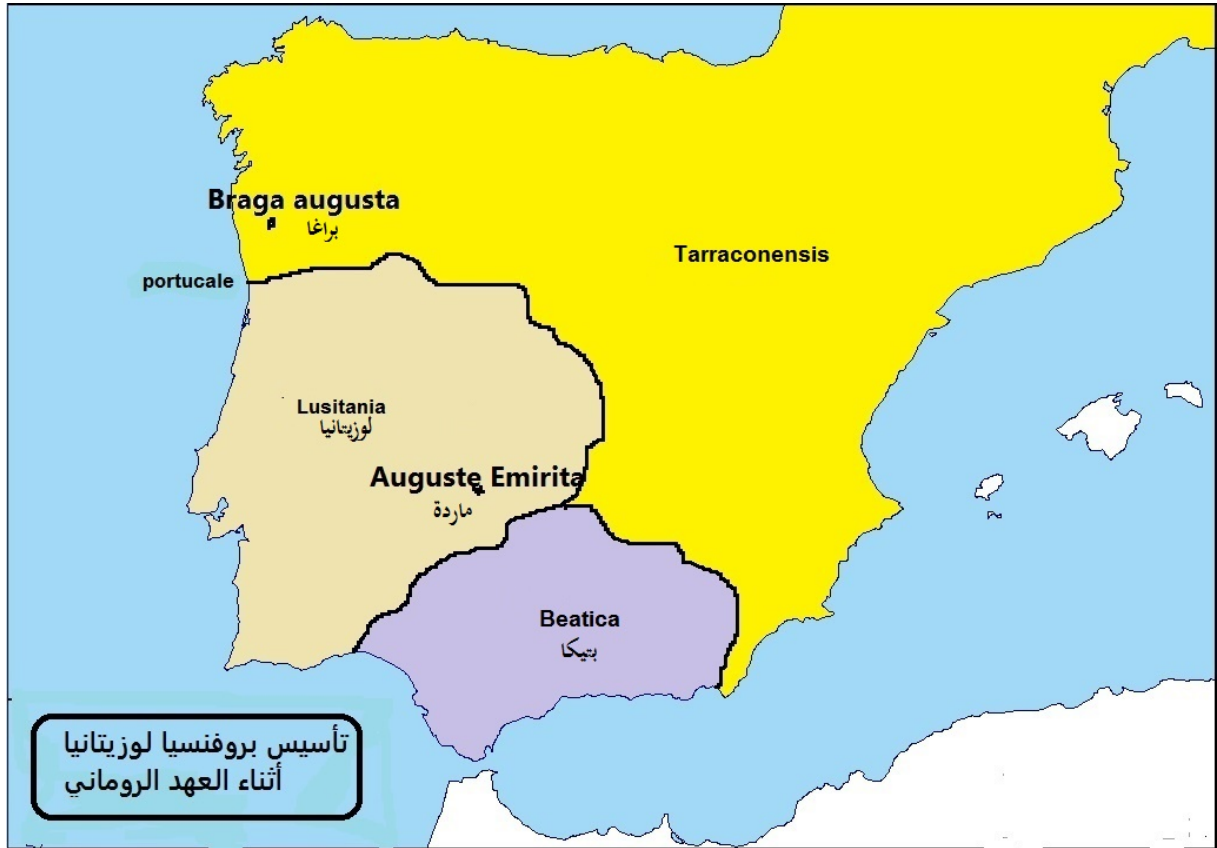 Braga augusta
براغا
Tarraconensis
portucale
Lusitania
لوزيتانيا
Auguste Emirita
ماردة
Beatica
بتيكا
تأسيس بروفنسيا لوزيتانيا
أثناء العهد الروماني